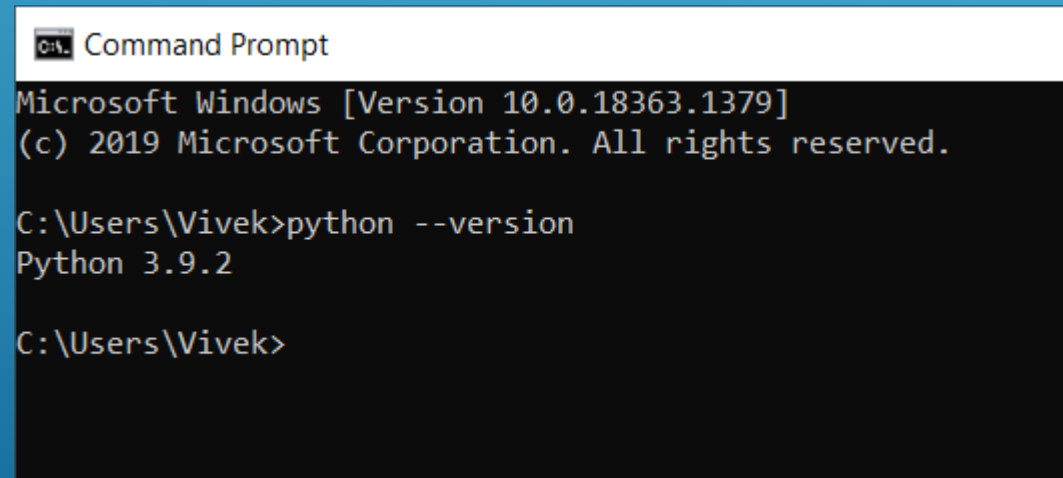 Command Prompt
Microsoft Windows [Version 10.0.18363.1379]
(c) 2019 Microsoft Corporation. All rights reserved.
C:\Users\Vivek>python --version
Python 3.9.2
C:\Users\Vivek>